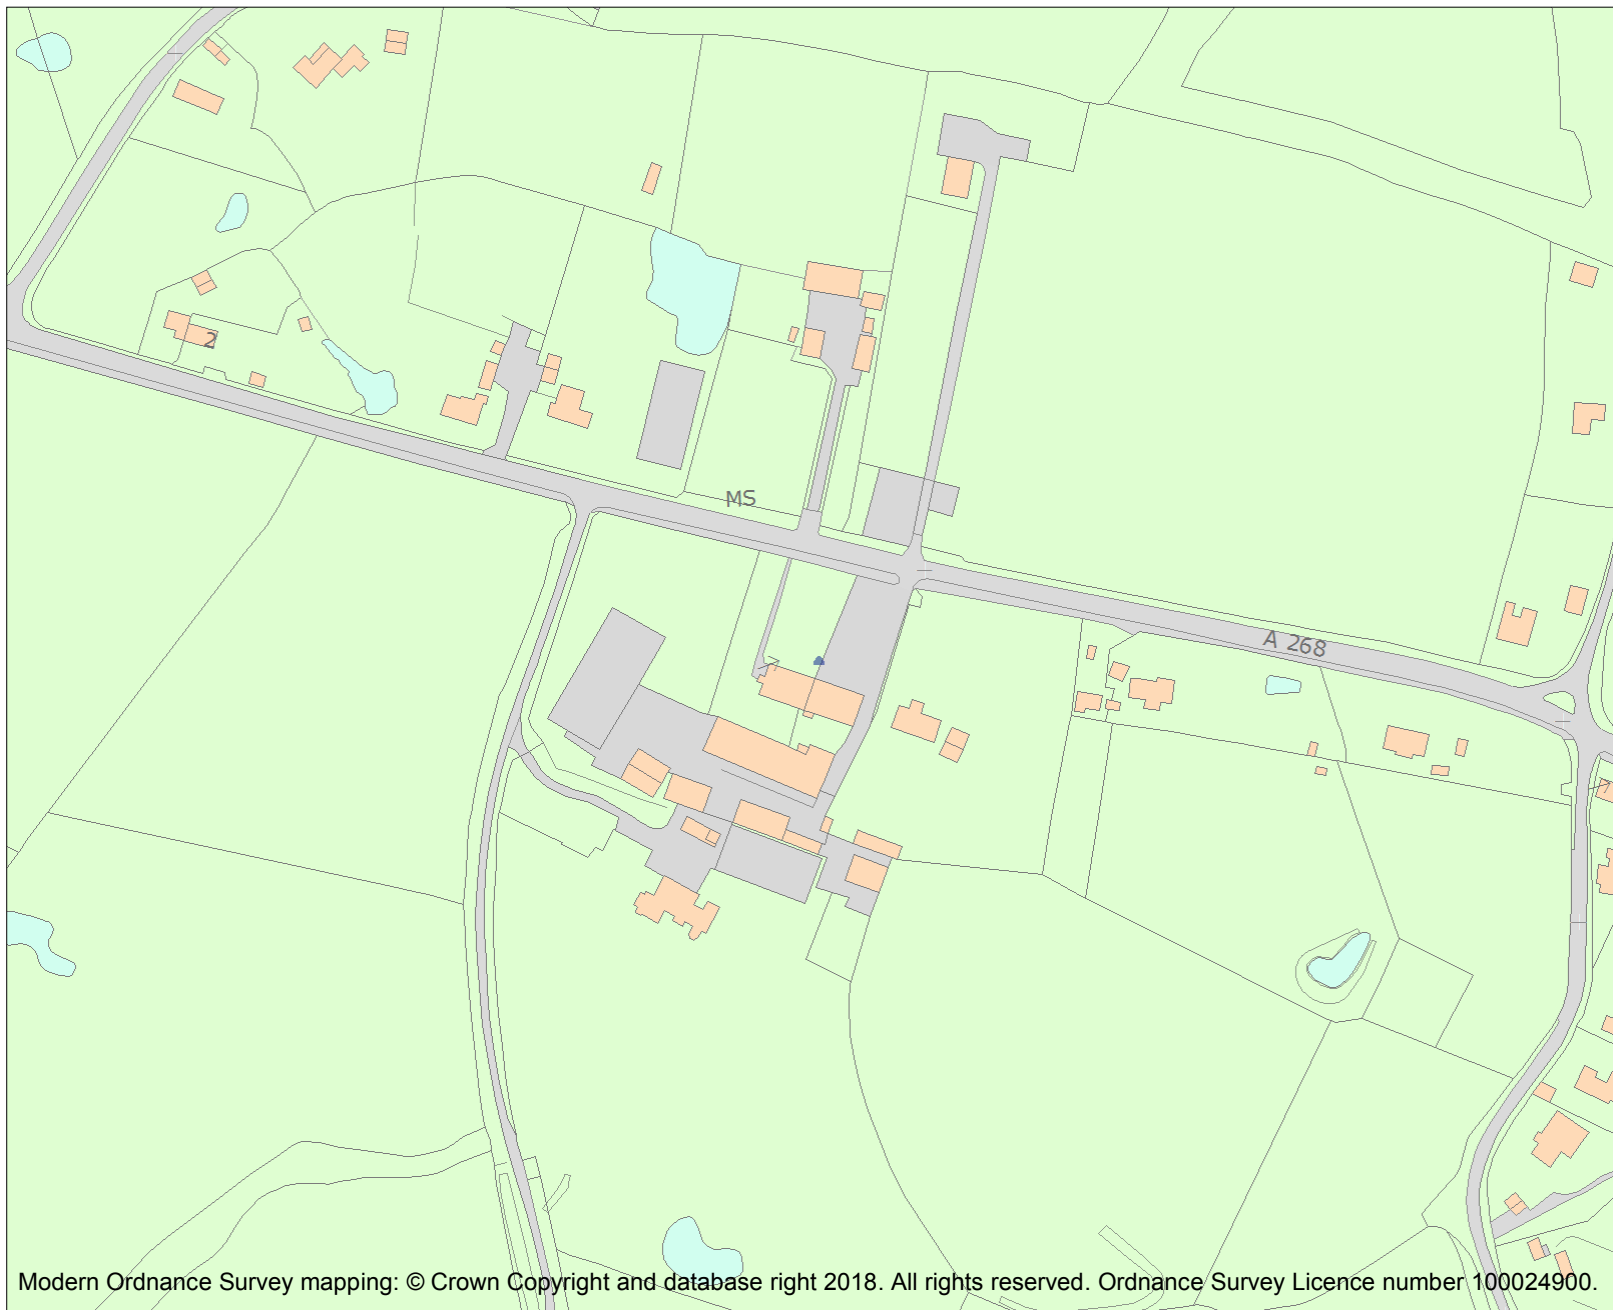 2
MS
A 268
Modern Ordnance Survey mapping: © Crown Copyright and database right 2018. All rights reserved. Ordnance Survey Licence number 100024900.